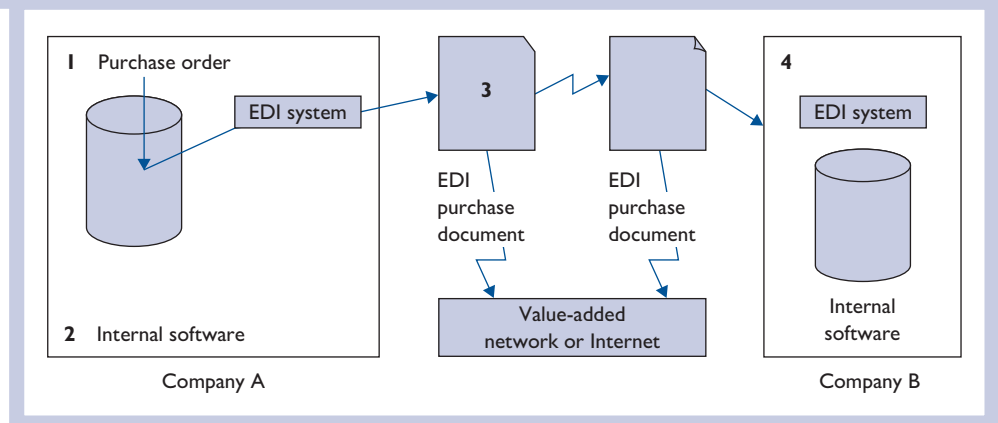 1 Purchase order
EDI system
2 Internal software
Company A
3
EDI
purchase
document
EDI
purchase
document
Value-added
network or Internet
4
EDI system
Internal
software
Company B